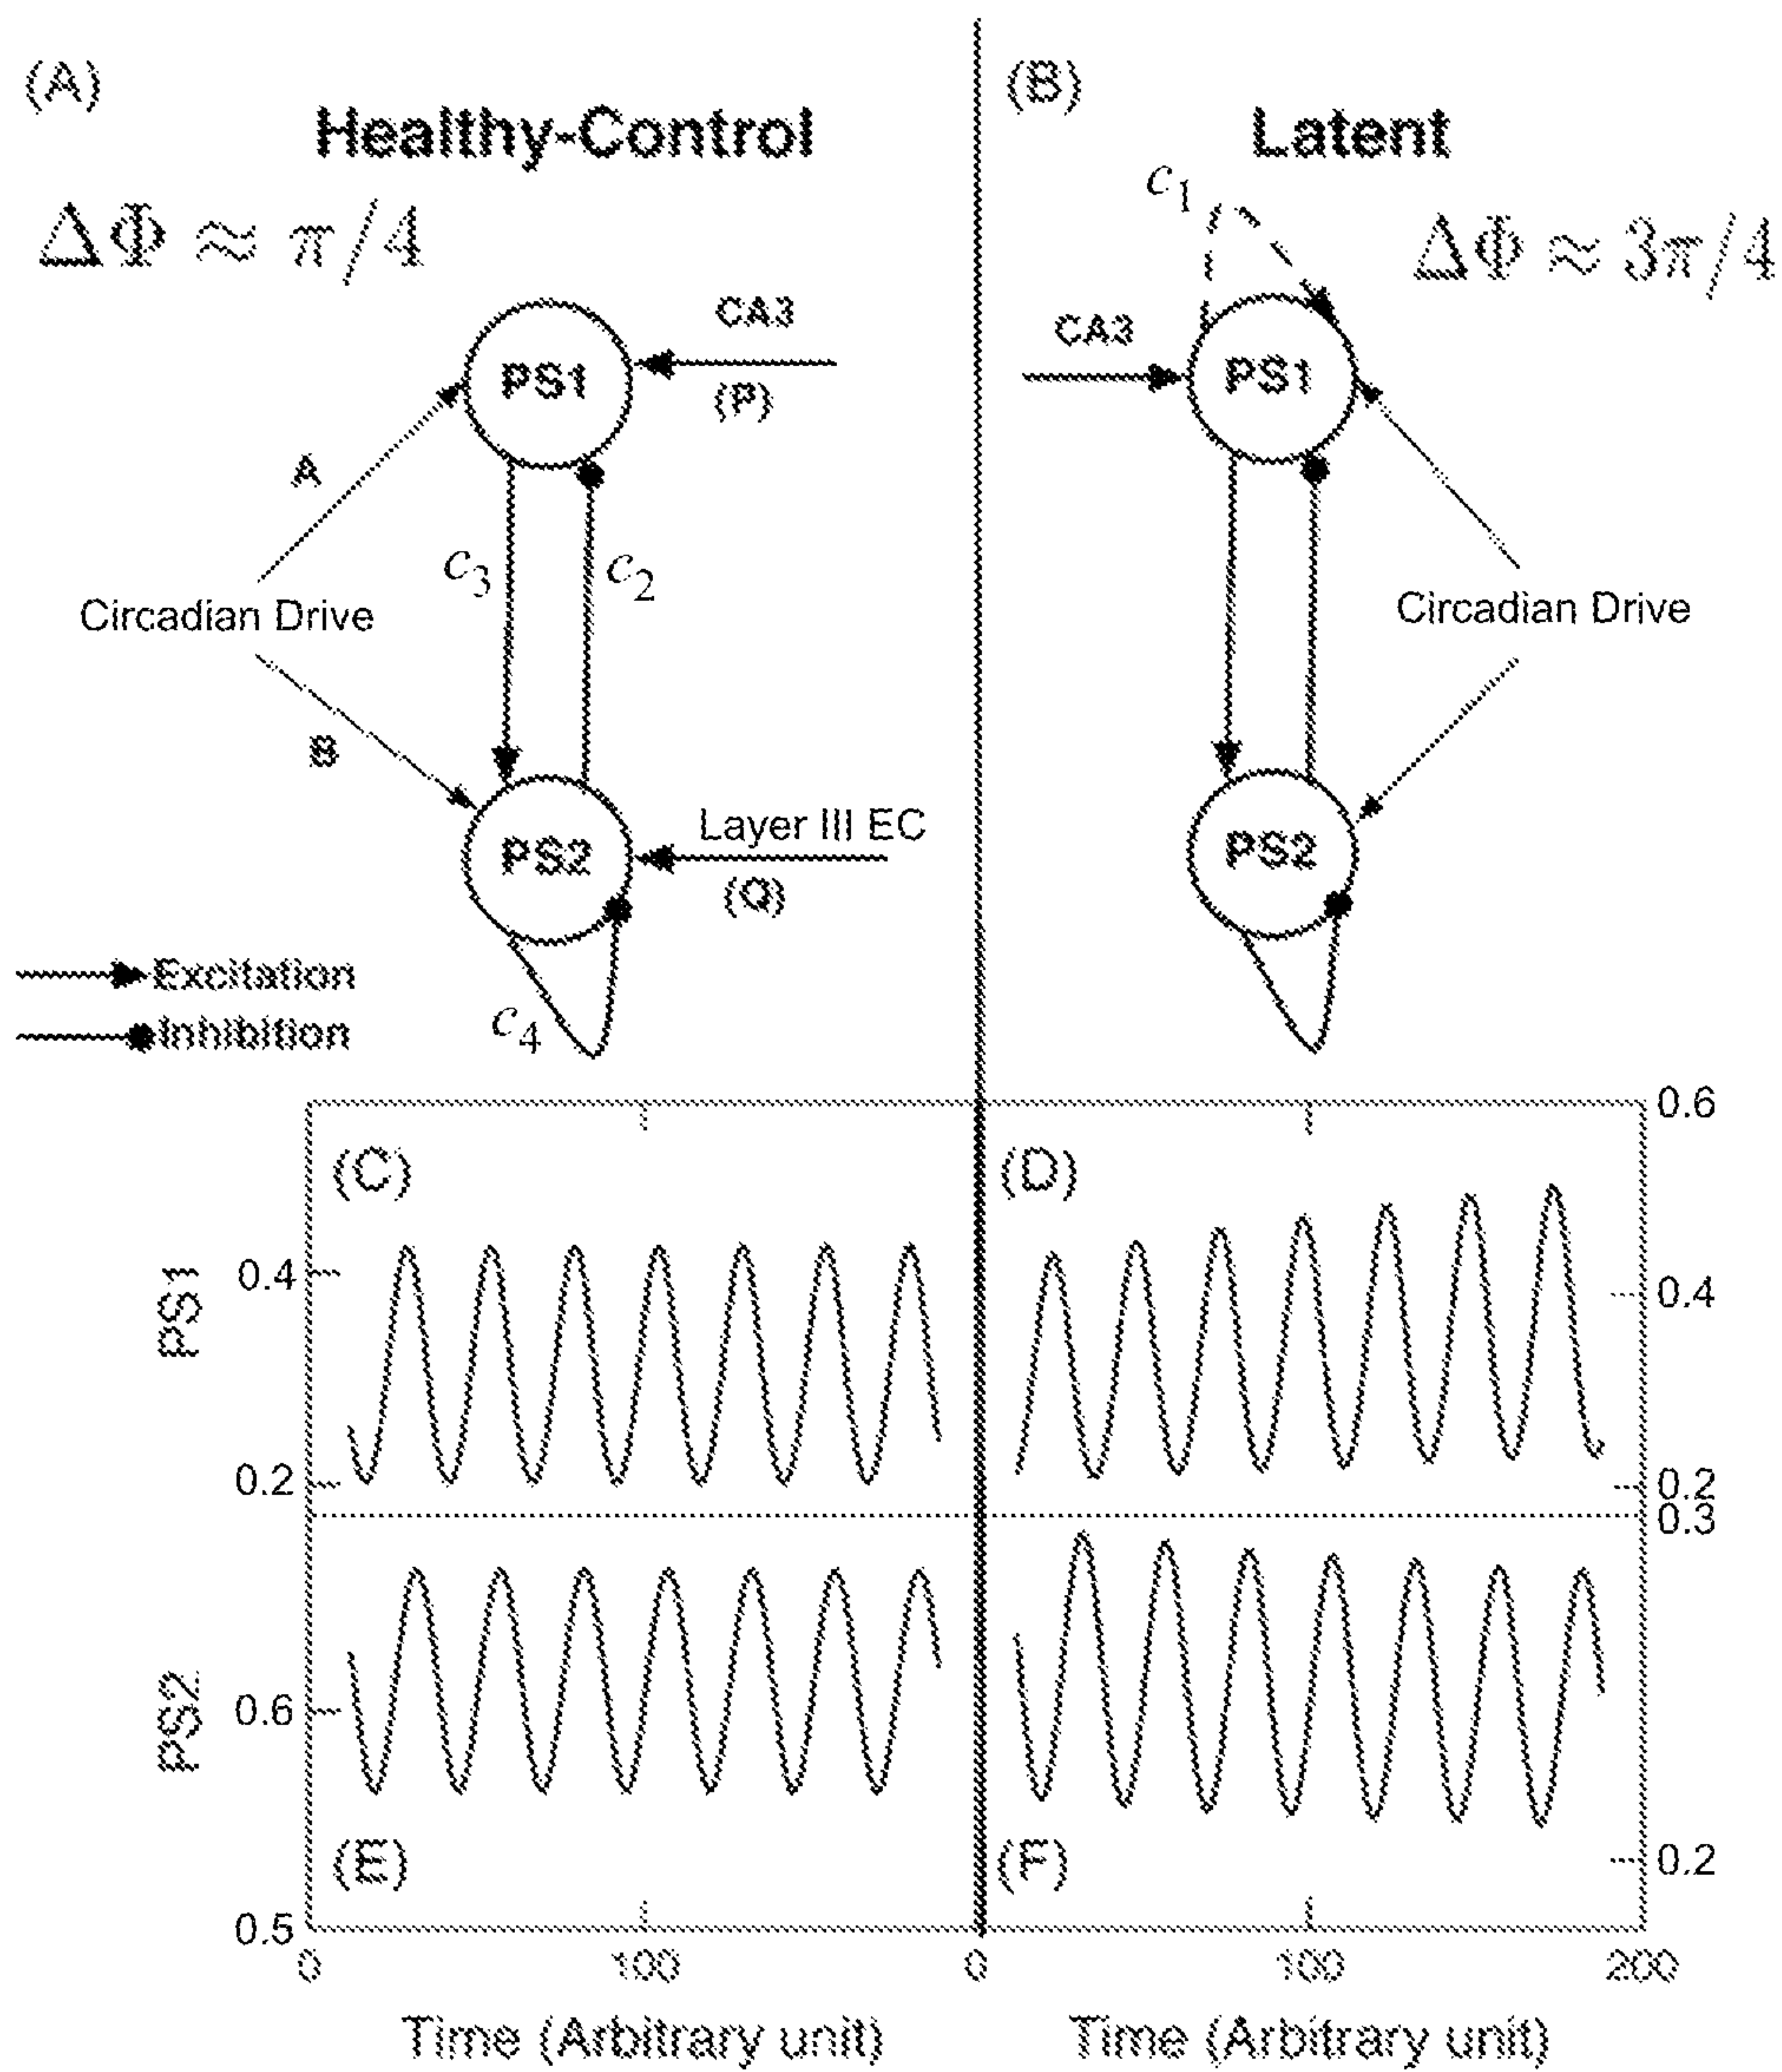 (A)
Healthy-Control
ΔΦ ≈ π/4
CA3
PS1
(P)
A
c3
c2
Circadian Drive
B
Layer III EC
PS2
(Q)
Excitation
c4
Inhibition
(B)
Latent
c1
ΔΦ ≈ 3π/4
CA3
PS1
Circadian Drive
PS2
(C)
PS1
0.4
0.2
(D)
0.6
0.4
0.2
(E)
PS2
0.6
0.5
0
100
Time (Arbitrary unit)
(F)
0.3
0.2
0
100
200
Time (Arbitrary unit)